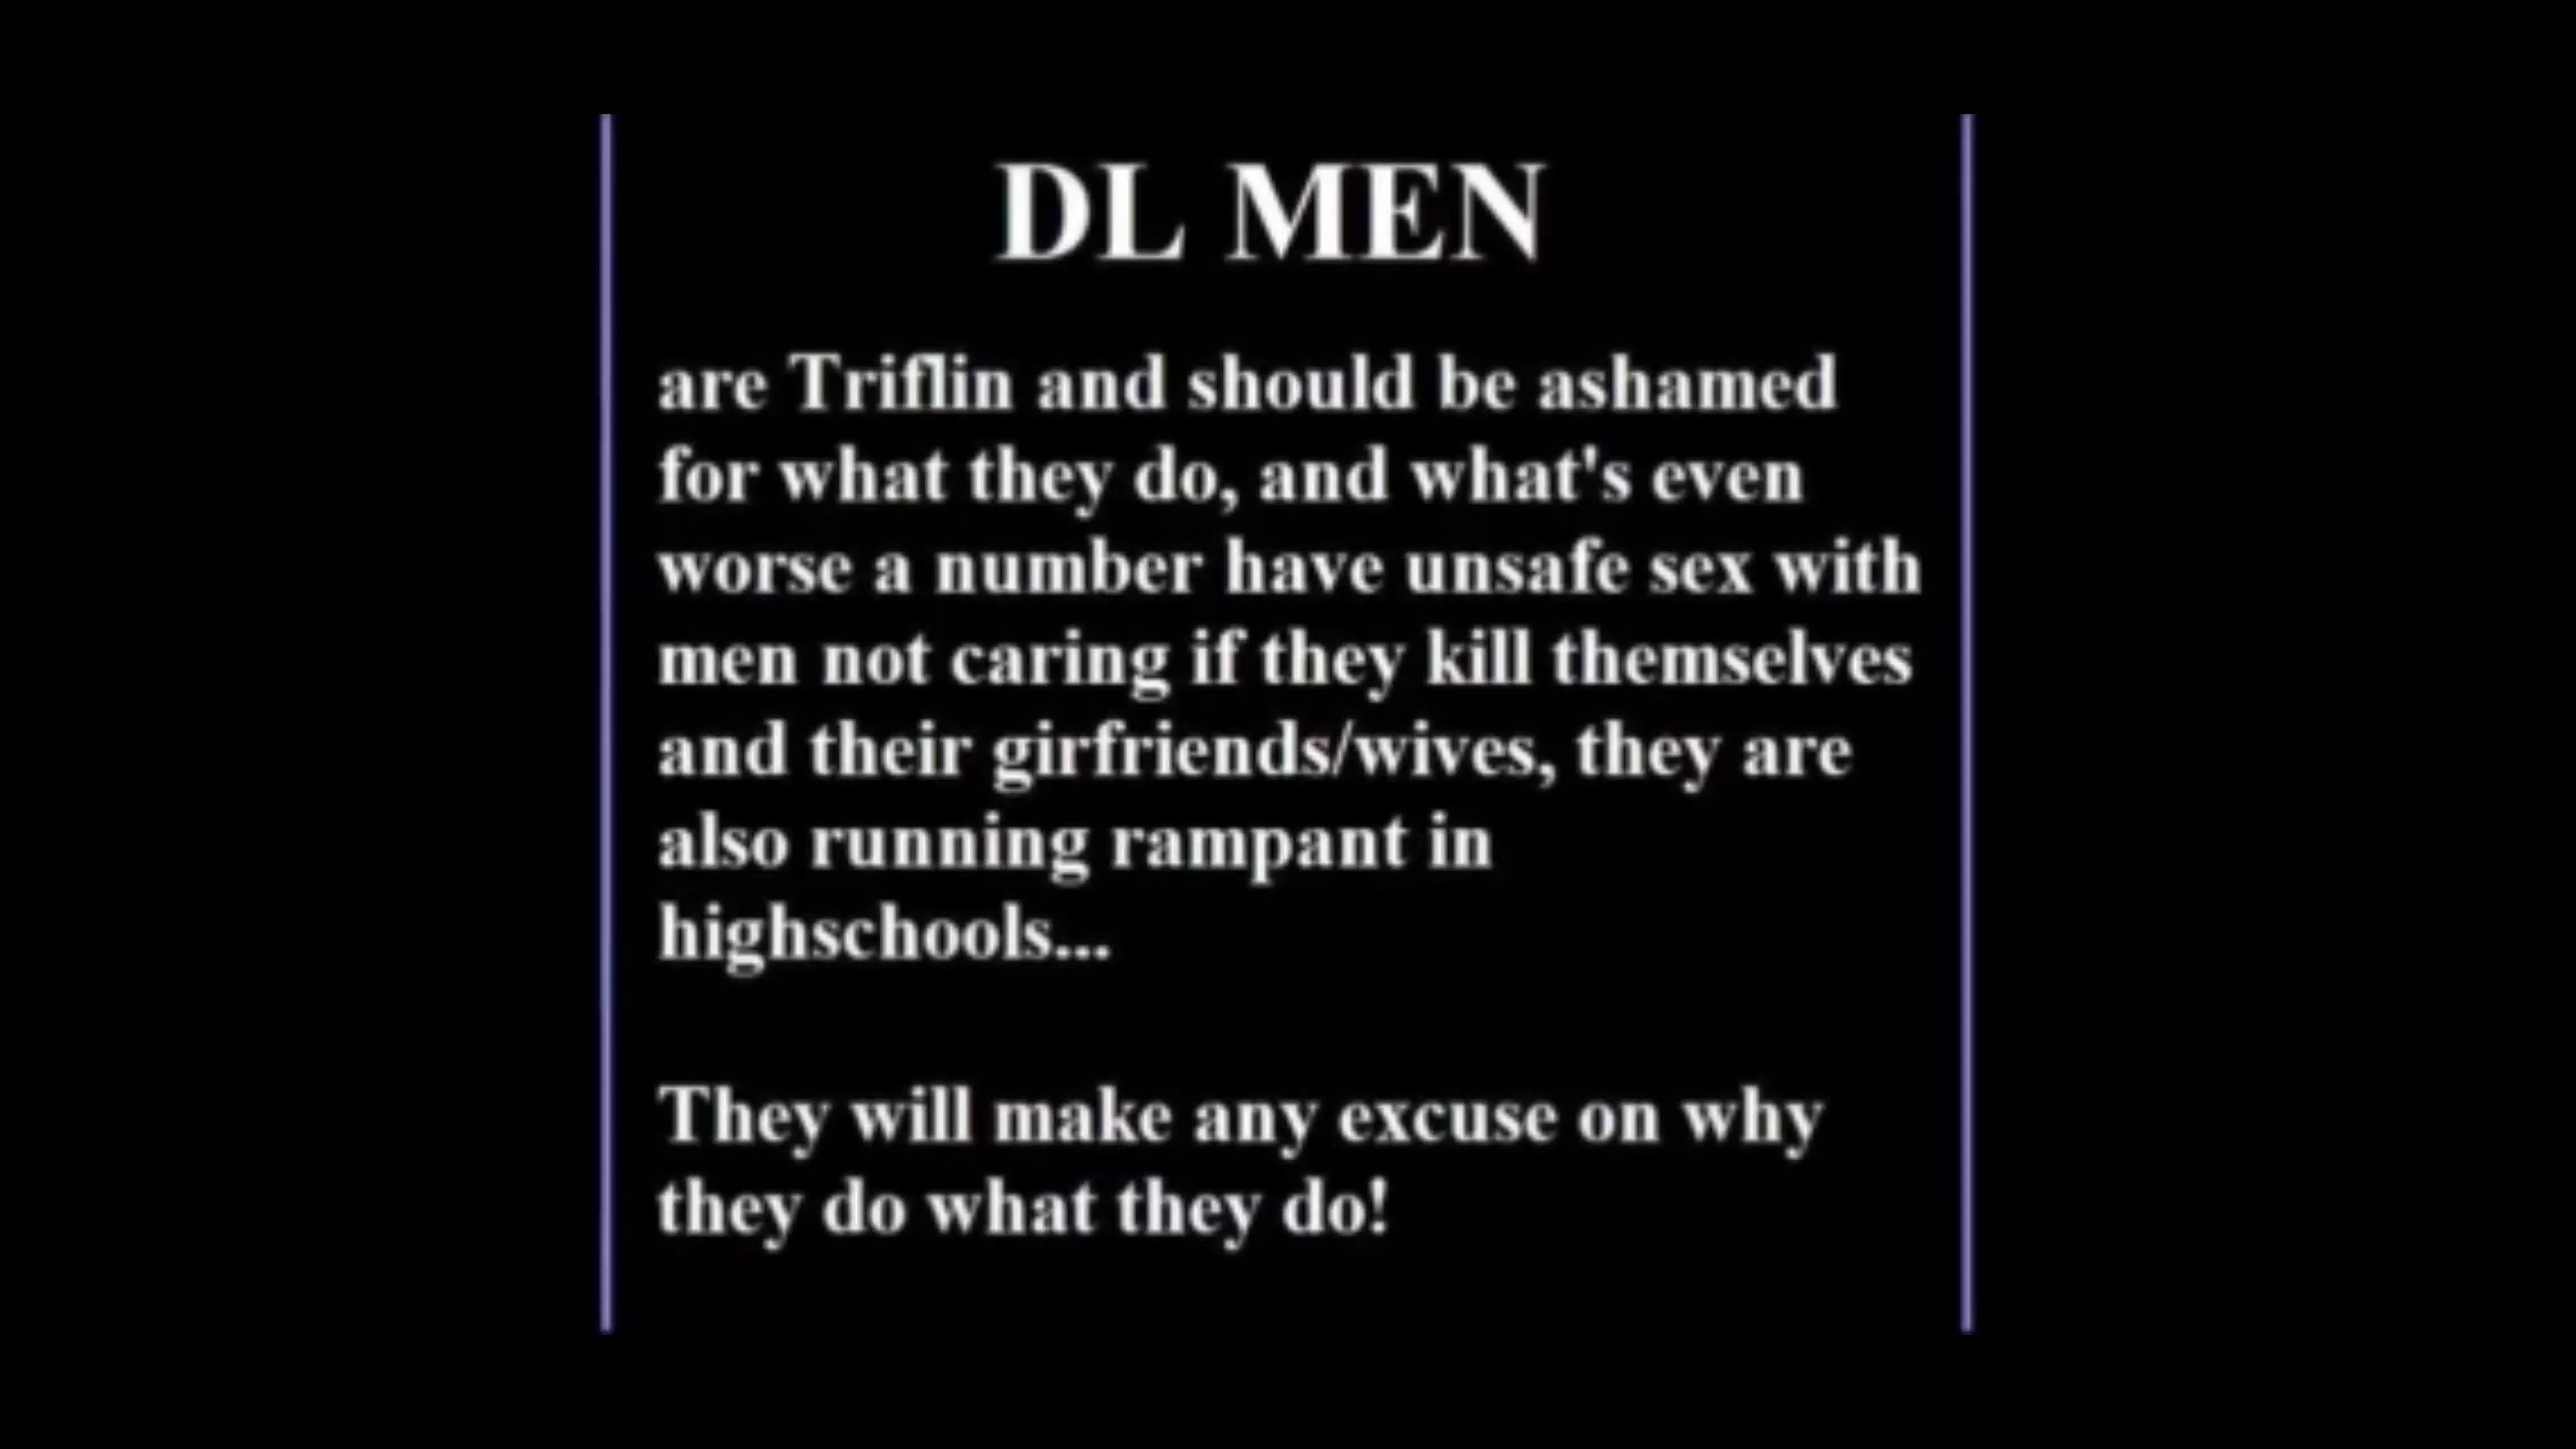 DL MEN
are Triflin and should be ashamed
for what they do, and what's even
worse a number have unsafe sex with
men not caring if they kill themselves
and their girfriends/wives, they are
also running rampant in
highschools...
They will make any excuse on why
they do what they do!